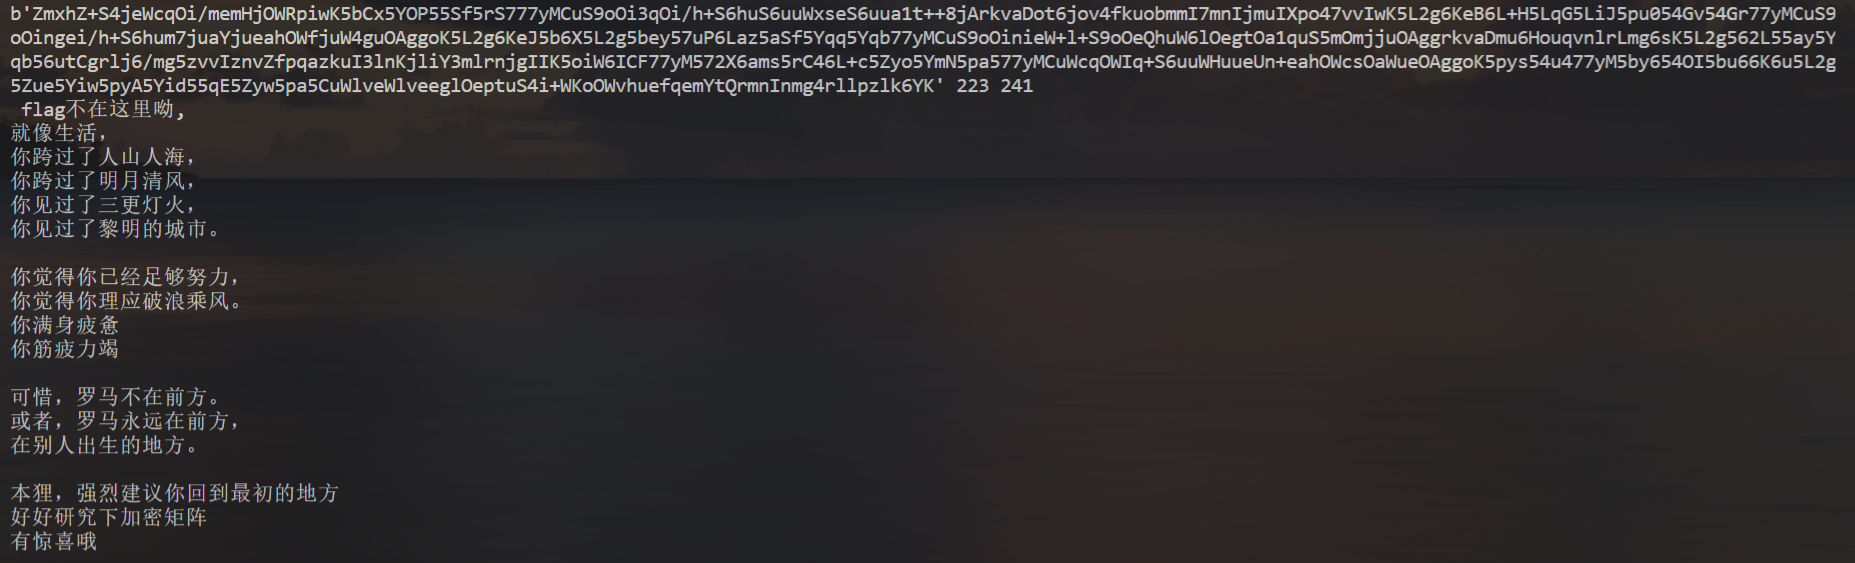 b'ZmxhZ+S4jeWcqOi/memHjOWRpiwK5bCx5YOP55Sf5rS777yMCuS9oOi3qOi/h+S6huS6uuWxseS6uua1t++8jArkvaDot6jov4fkuobmmI7mnIjmuIXpo47vvIwK5L2g6KeB6L+H5LqG5LiJ5pu054Gv54Gr77yMCuS9
oOingei/h+S6hum7juaYjueahOWfjuW4guOAggoK5L2g6KeJ5b6X5L2g5bey57uP6Laz5aSf5Yqq5Yqb77yMCuS9oOinieW+l+S9oOeQhuW6lOegtOa1quS5mOmjjuOAggrkvaDmu6HouqvnlrLmg6sK5L2g562L55ay5Y
qb56utCgrlj6/mg5zvvIznvZfpqazkuI3lnKjliY3mlrnjgIIK5oiW6ICF77yM572X6ams5rC46L+c5Zyo5YmN5pa577yMCuWcqOWIq+S6uuWHuueUn+eahOWcsOaWueOAggoK5pys54u477yM5by654OI5bu66K6u5L2g
5Zue5Yiw5pyA5Yid55qE5Zyw5pa5CuWlveWlveeglOeptuS4i+WKoOWvhuefqemYtQrmnInmg4rllpzlk6YK' 223 241
flag不在这里呦,
就像生活，
你跨过了人山人海，
你跨过了明月清风，
你见过了三更灯火，
你见过了黎明的城市。
你觉得你已经足够努力，
你觉得你理应破浪乘风。
你满身疲惫
你筋疲力竭
可惜，罗马不在前方。
或者，罗马永远在前方，
在别人出生的地方。
本狸，强烈建议你回到最初的地方
好好研究下加密矩阵
有惊喜哦